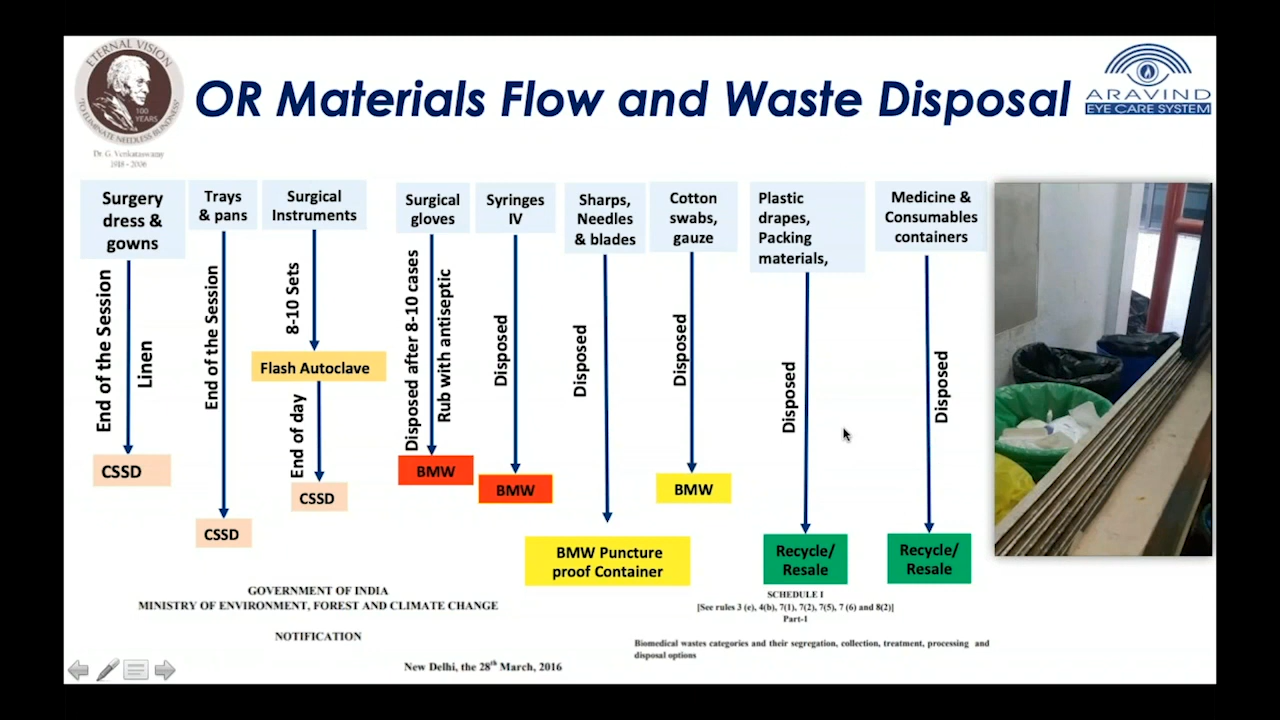 ETERNAL VISION
100
YEARS
"TO ELIMINATE NEEDLESS BLINDNESS"
Dr. G. Venkataswamy
1918 - 2006
OR Materials Flow and Waste Disposal
ARAVIND
EYE CARE SYSTEM
Surgery
dress &
gowns
Trays
& pans
Surgical
Instruments
Surgical
gloves
Syringes
IV
Sharps,
Needles
& blades
Cotton
swabs,
gauze
Plastic
drapes,
Packing
materials,
Medicine &
Consumables
containers
End of the Session
Linen
End of the Session
8-10 Sets
Flash Autoclave
End of day
Disposed after 8-10 cases
Rub with antiseptic
Disposed
Disposed
Disposed
Disposed
Disposed
CSSD
CSSD
CSSD
BMW
BMW
BMW
BMW Puncture
proof Container
Recycle/
Resale
Recycle/
Resale
GOVERNMENT OF INDIA
MINISTRY OF ENVIRONMENT, FOREST AND CLIMATE CHANGE
NOTIFICATION
New Delhi, the 28th March, 2016
SCHEDULE I
[See rules 3 (e), 4(b), 7(1), 7(2), 7(5), 7 (6) and 8(2)]
Part-1
Biomedical wastes categories and their segregation, collection, treatment, processing and
disposal options